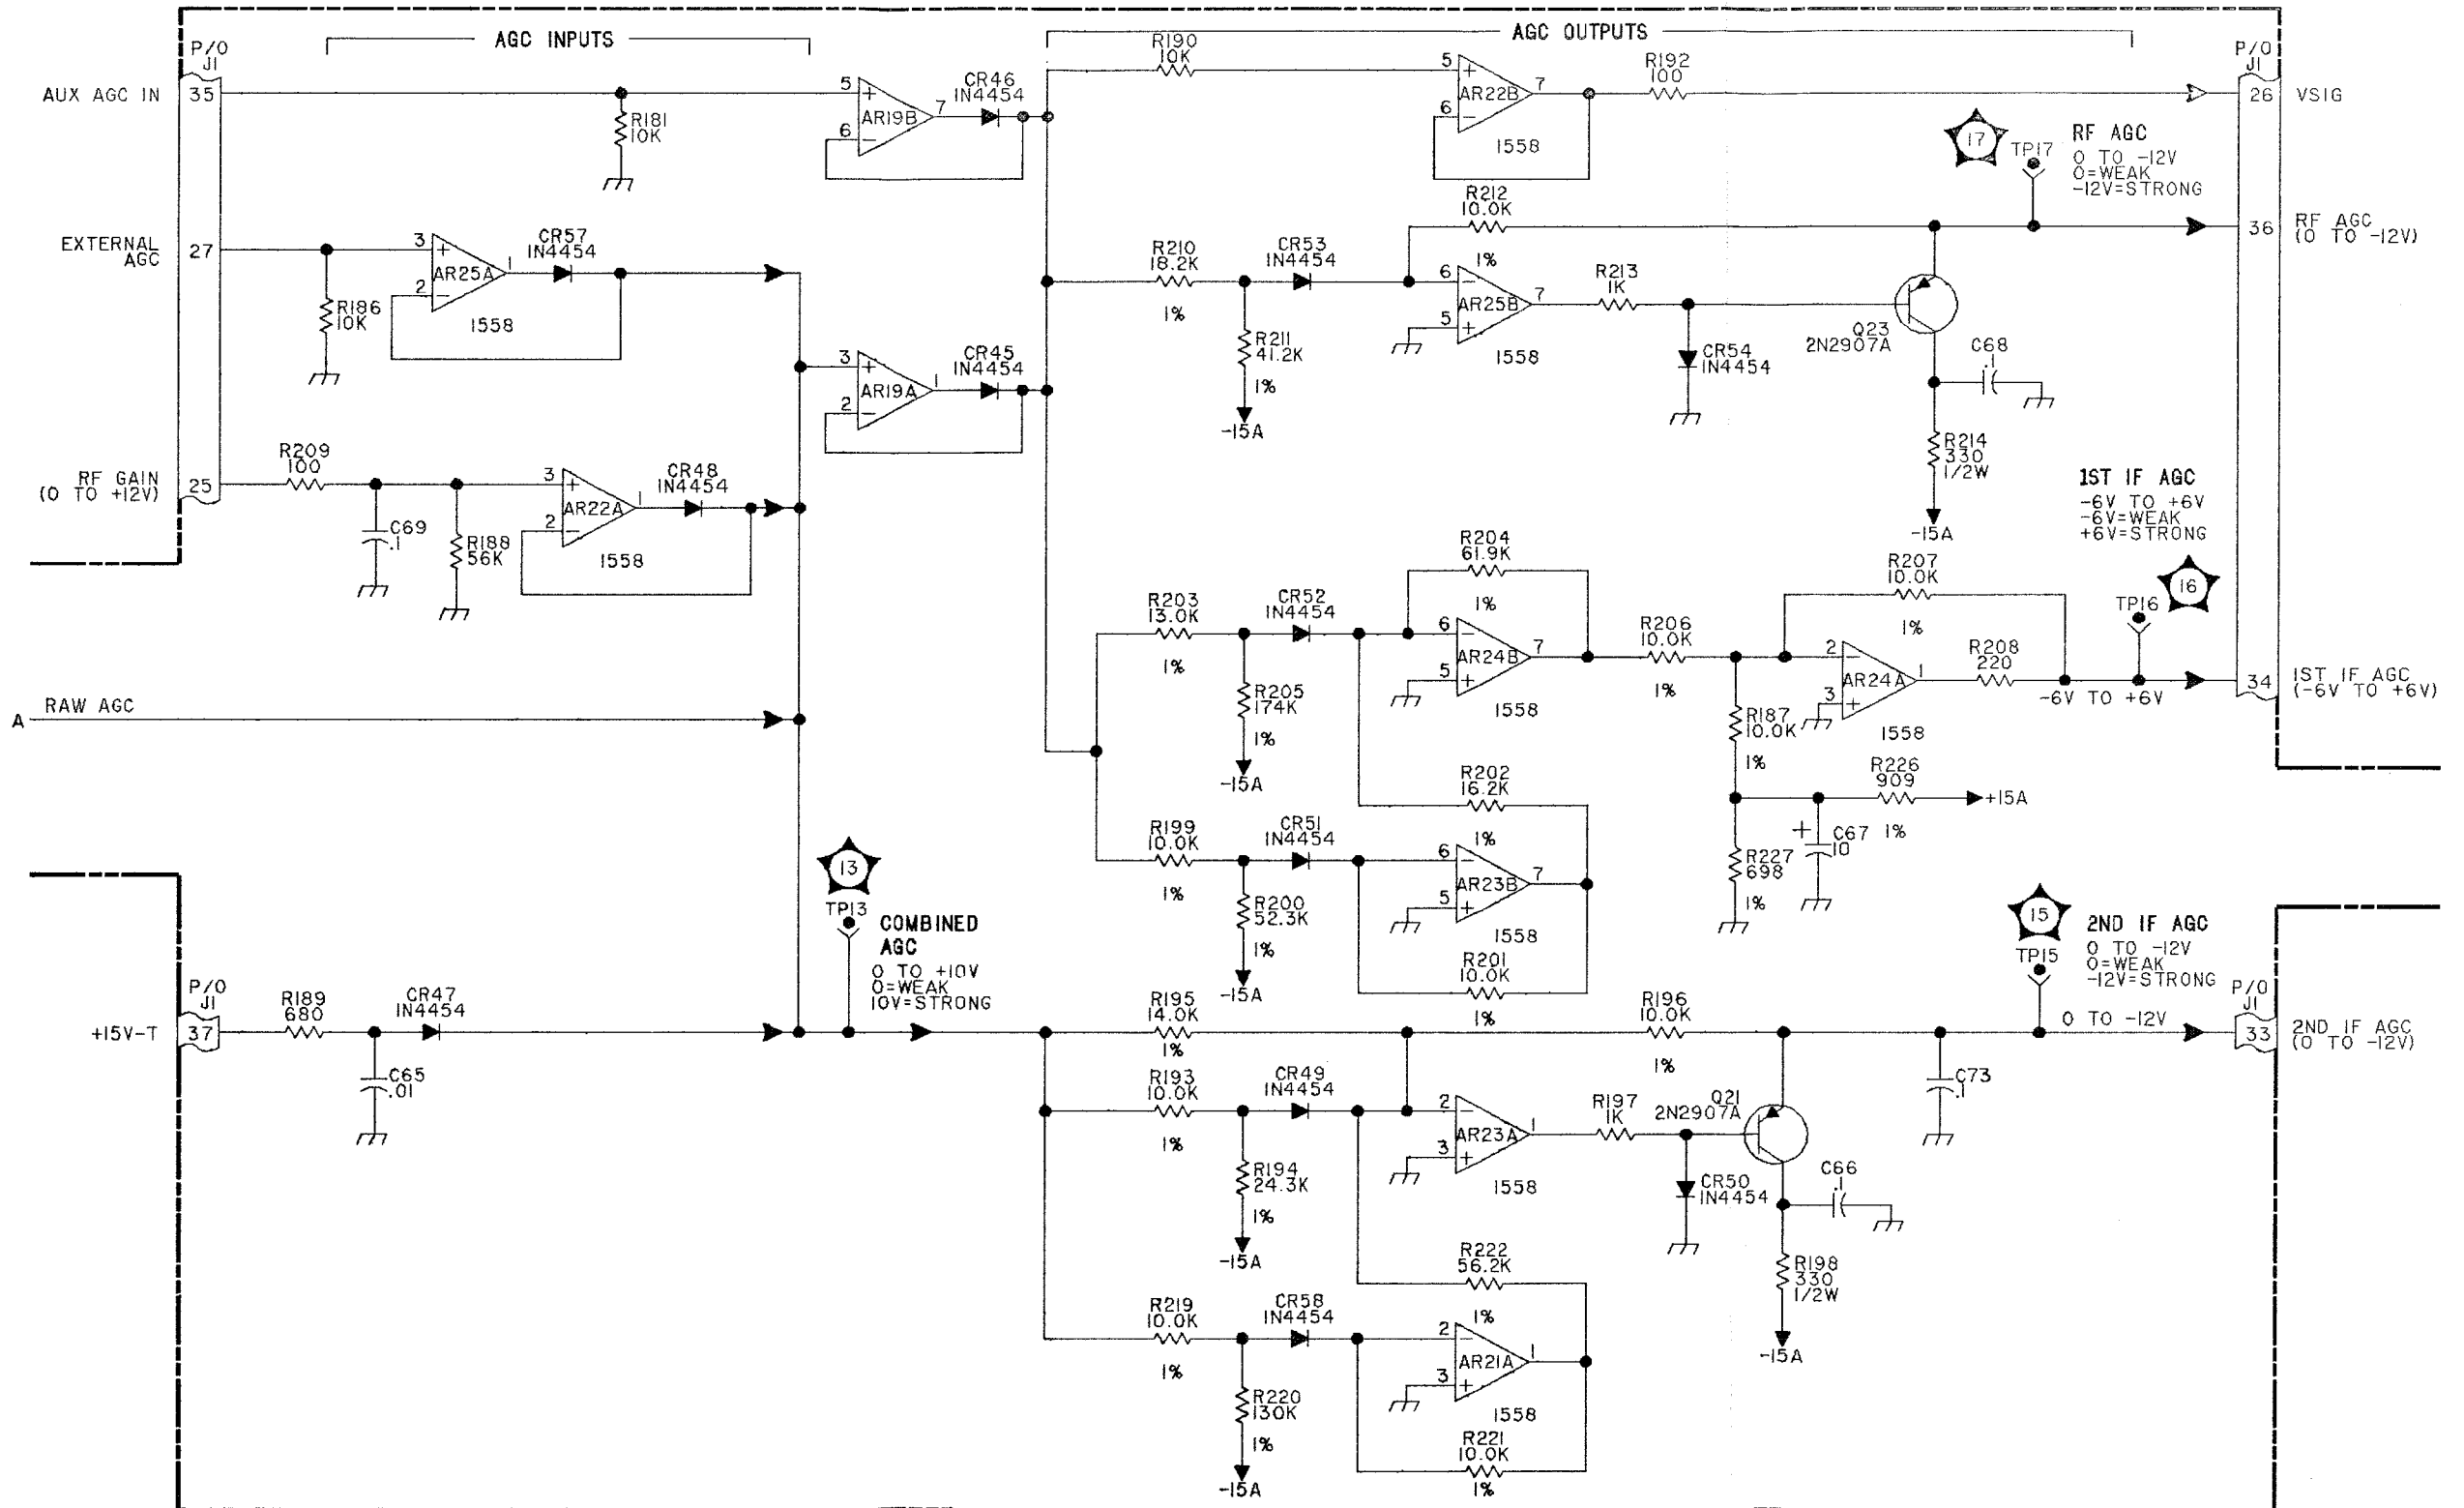 AGC INPUTS
AGC OUTPUTS
P/O
J1
AUX AGC IN
35
R181
10K
5
+
6
−
AR19B
7
CR46
1N4454
R190
10K
5
+
6
−
AR22B
7
1558
R192
100
P/O
J1
26
VSIG
17
TP17
RF AGC
0 TO -12V
0=WEAK
-12V=STRONG
EXTERNAL
AGC
27
R186
10K
3
+
2
−
AR25A
1
1558
CR57
1N4454
R212
10.0K
1%
R210
18.2K
1%
CR53
1N4454
R211
41.2K
1%
-15A
6
−
5
+
AR25B
7
1558
R213
1K
CR54
1N4454
Q23
2N2907A
C68
.1
R214
330
1/2W
-15A
36
RF AGC
(0 TO -12V)
3
+
2
−
AR19A
1
CR45
1N4454
RF GAIN
(0 TO +12V)
25
R209
100
C69
.1
R188
56K
3
+
2
−
AR22A
1
1558
CR48
1N4454
1ST IF AGC
-6V TO +6V
-6V=WEAK
+6V=STRONG
16
TP16
R204
61.9K
1%
R203
13.0K
1%
CR52
1N4454
R205
174K
1%
-15A
6
−
5
+
AR24B
7
1558
R206
10.0K
1%
R207
10.0K
1%
2
−
3
+
AR24A
1
1558
R208
220
-6V TO +6V
34
1ST IF AGC
(-6V TO +6V)
A
RAW AGC
R187
10.0K
1%
R226
909
1%
+15A
+
C67
10
R227
698
1%
R202
16.2K
1%
R199
10.0K
1%
CR51
1N4454
R200
52.3K
1%
-15A
6
−
5
+
AR23B
7
1558
R201
10.0K
1%
13
TP13
COMBINED
AGC
0 TO +10V
0=WEAK
10V=STRONG
15
TP15
2ND IF AGC
0 TO -12V
0=WEAK
-12V=STRONG
P/O
J1
+15V-T
37
R189
680
CR47
1N4454
C65
.01
R195
14.0K
1%
R196
10.0K
1%
0 TO -12V
P/O
J1
33
2ND IF AGC
(0 TO -12V)
R193
10.0K
1%
CR49
1N4454
R194
24.3K
1%
-15A
2
−
3
+
AR23A
1
1558
R197
1K
CR50
1N4454
Q21
2N2907A
C66
.1
C73
.1
R198
330
1/2W
-15A
R222
56.2K
1%
R219
10.0K
1%
CR58
1N4454
R220
130K
1%
-15A
2
−
3
+
AR21A
1
1558
R221
10.0K
1%